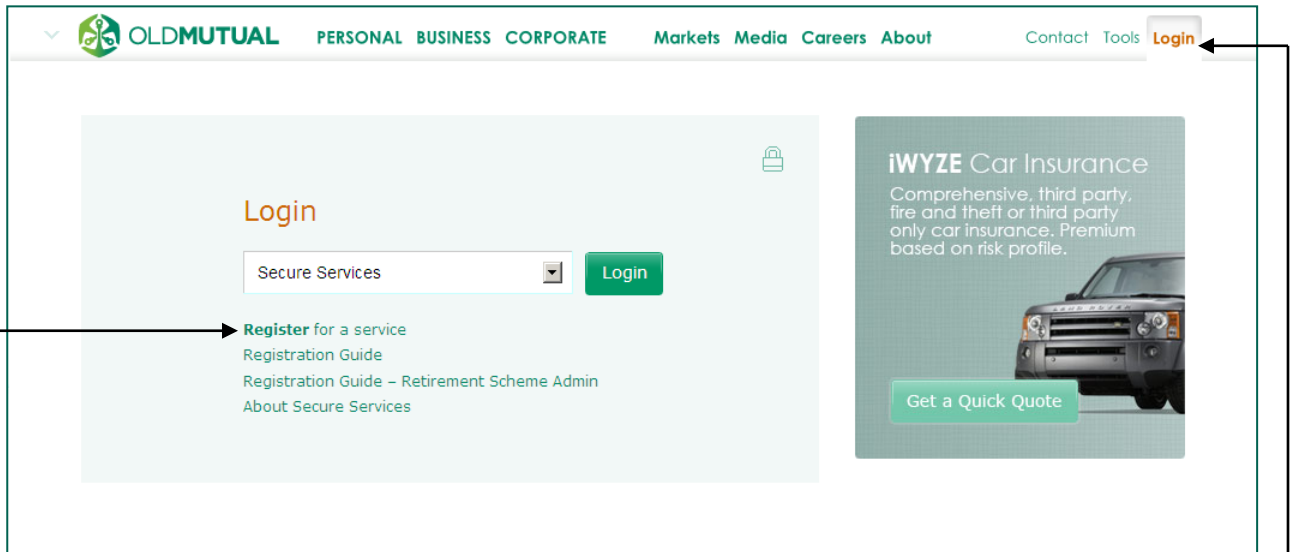 OLDMUTUAL PERSONAL BUSINESS CORPORATE Markets Media Careers About Contact Tools Login
Login
Secure Services Login
Register for a service
Registration Guide
Registration Guide – Retirement Scheme Admin
About Secure Services
iWYZE Car Insurance
Comprehensive, third party,
fire and theft or third party
only car insurance. Premium
based on risk profile.
LAND ROVER
Get a Quick Quote